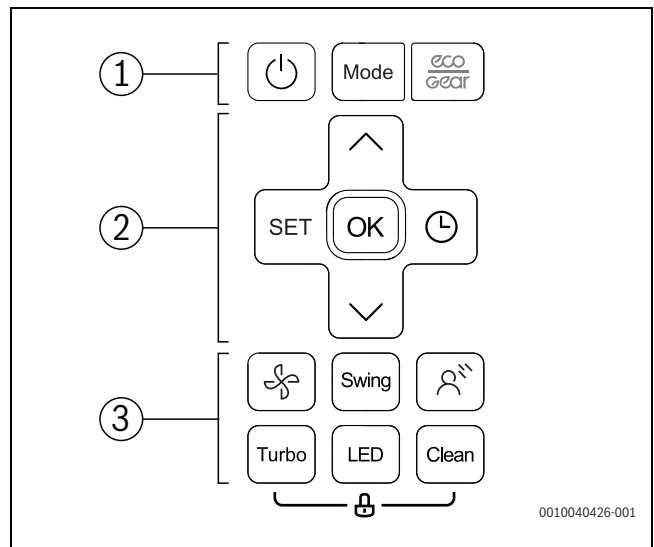 1
Mode
eco
Gear
2
SET
OK
3
Swing
Turbo
LED
Clean
0010040426-001